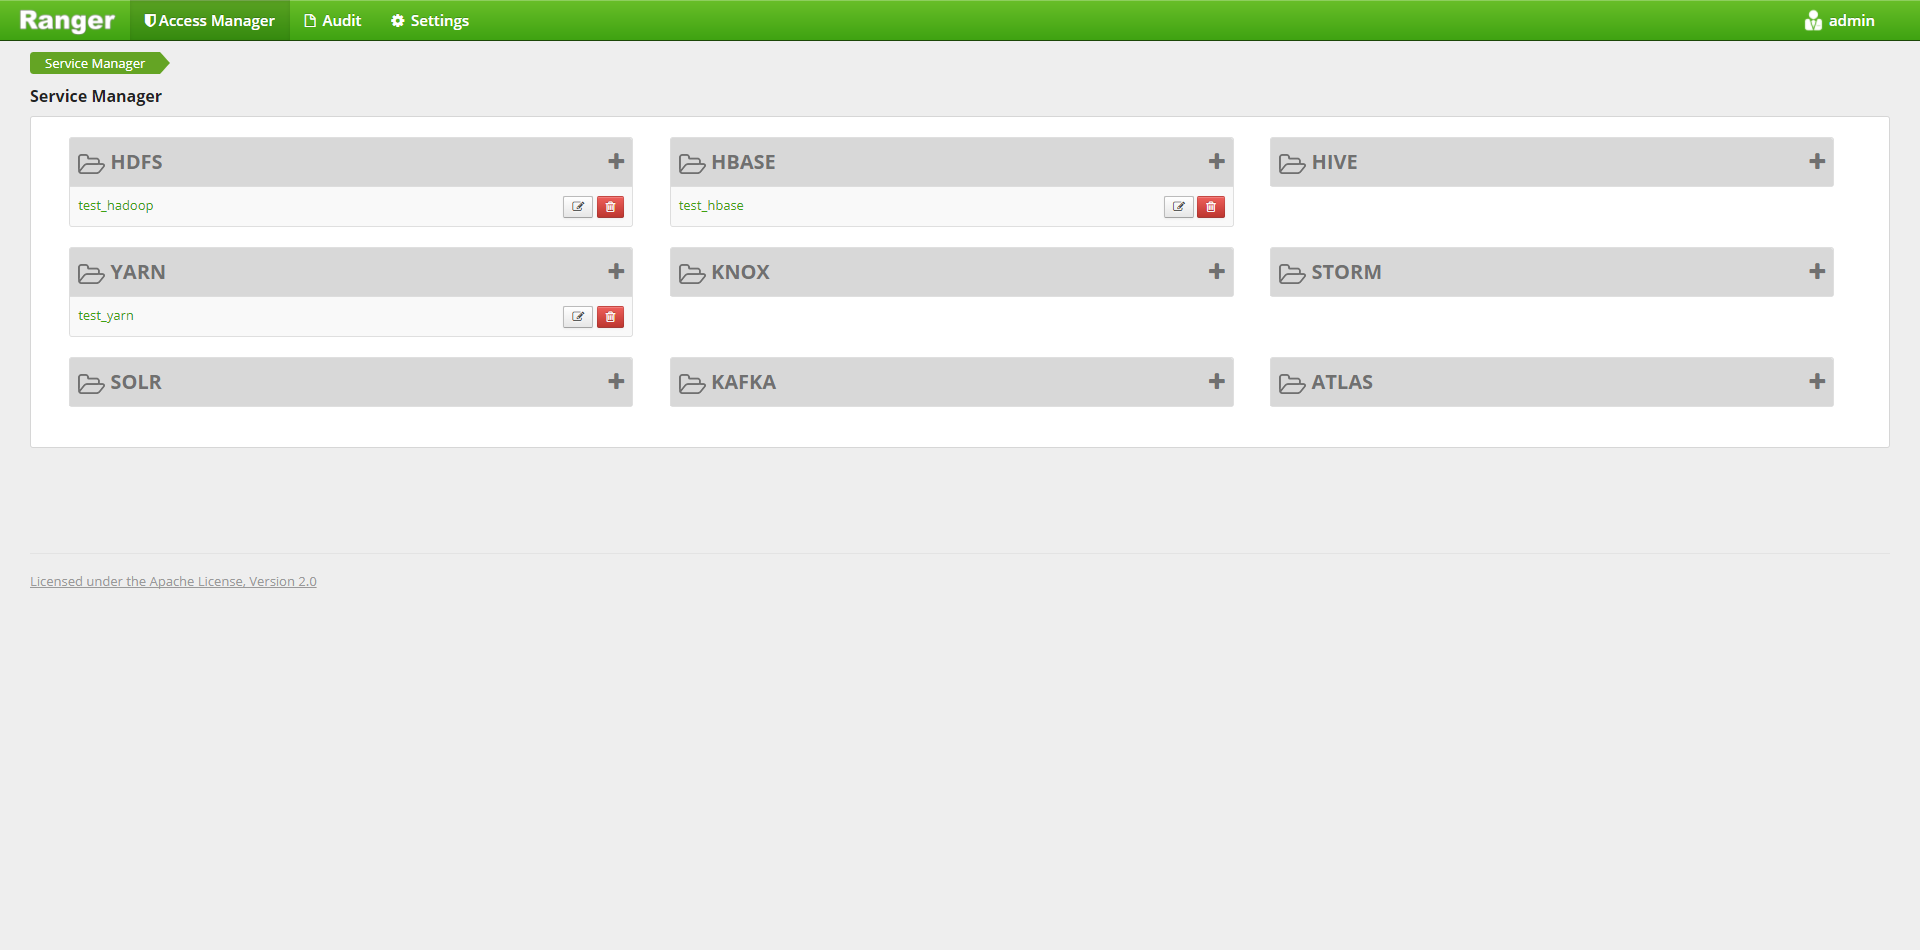 Ranger Access Manager Audit Settings admin
Service Manager
Service Manager
HDFS HBASE HIVE
test_hadoop test_hbase
YARN KNOX STORM
test_yarn
SOLR KAFKA ATLAS
Licensed under the Apache License, Version 2.0